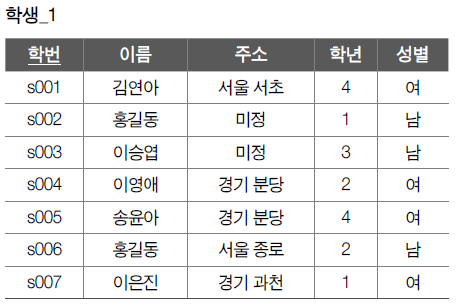 학생_1
학번 이름 주소 학년 성별
s001 김연아 서울 서초 4 여
s002 홍길동 미정 1 남
s003 이승엽 미정 3 남
s004 이영애 경기 분당 2 여
s005 송윤아 경기 분당 4 여
s006 홍길동 서울 종로 2 남
s007 이은진 경기 과천 1 여